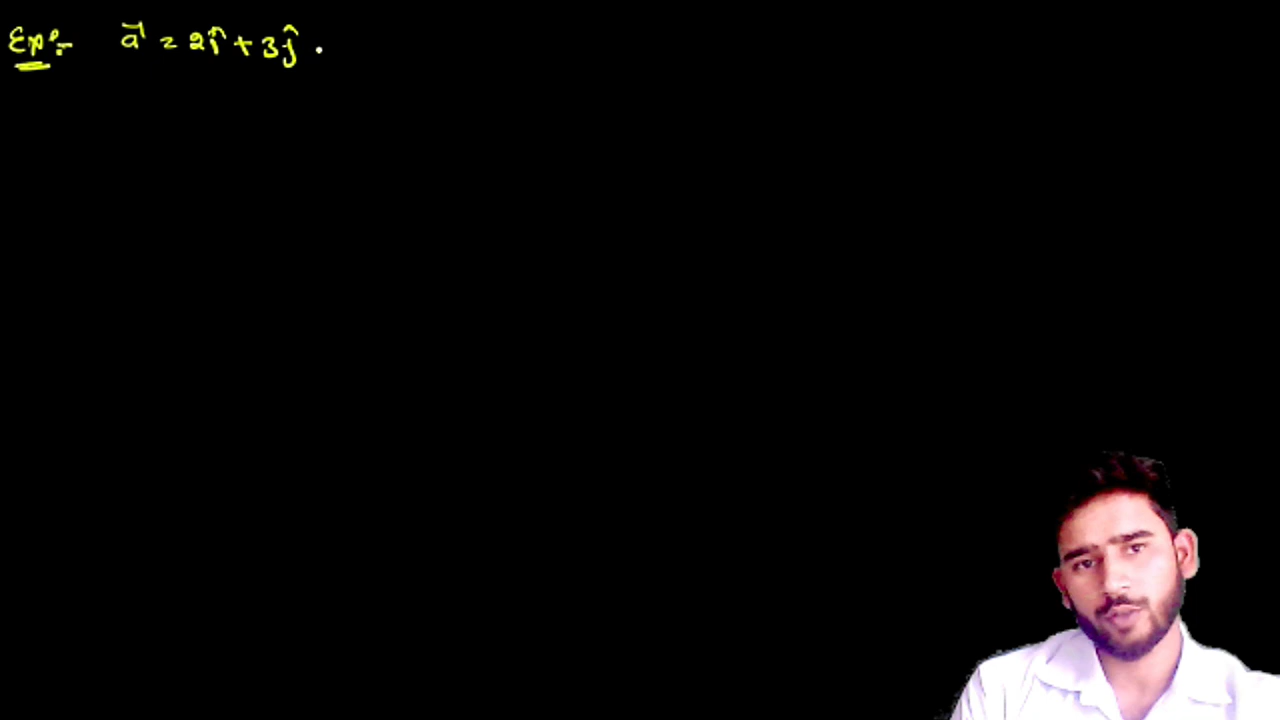 Exp:- a⃗ = 2î + 3ĵ .